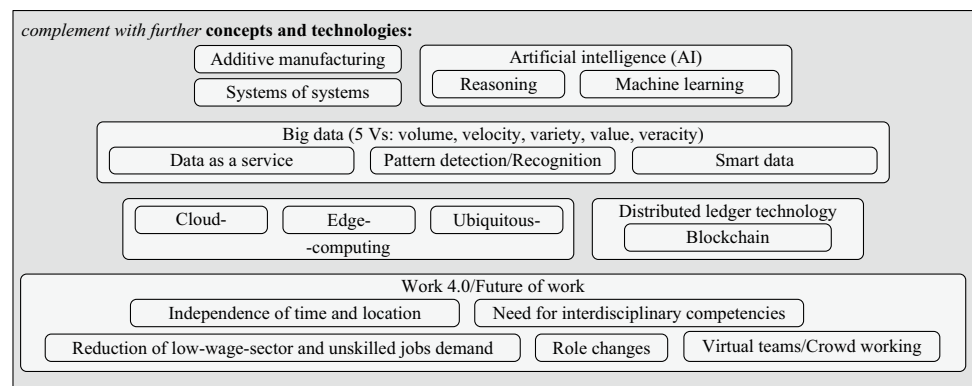 complement with further concepts and technologies:
Additive manufacturing
Systems of systems
Artificial intelligence (AI)
Reasoning
Machine learning
Big data (5 Vs: volume, velocity, variety, value, veracity)
Data as a service
Pattern detection/Recognition
Smart data
Cloud-
Edge-
Ubiquitous-
-computing
Distributed ledger technology
Blockchain
Work 4.0/Future of work
Independence of time and location
Need for interdisciplinary competencies
Reduction of low-wage-sector and unskilled jobs demand
Role changes
Virtual teams/Crowd working